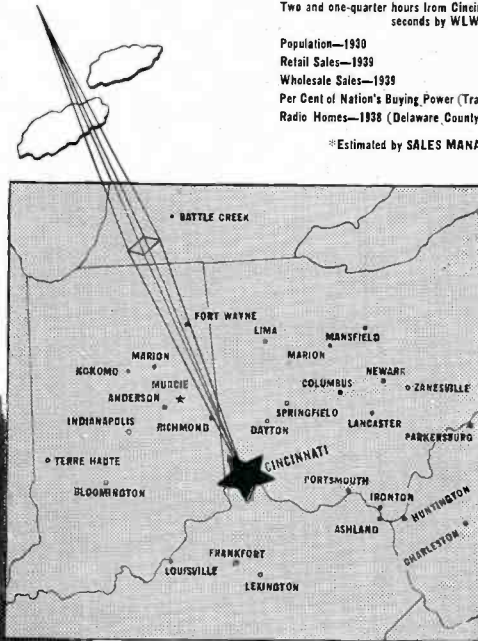 Two and one-quarter hours from Cincin
seconds by WLW
Population—1930
Retail Sales—1939
Wholesale Sales—1939
Per Cent of Nation's Buying Power (Tra
Radio Homes—1938 (Delaware County
*Estimated by SALES MANA
BATTLE CREEK
FORT WAYNE
LIMA
MANSFIELD
MARION
MARION
KOKOMO
NEWARK
MUNCIE
COLUMBUS
ZANESVILLE
ANDERSON
SPRINGFIELD
LANCASTER
INDIANAPOLIS
RICHMOND
DAYTON
PARKERSBURG
CINCINNATI
TERRE HAUTE
BLOOMINGTON
PORTSMOUTH
IRONTON
HUNTINGTON
ASHLAND
CHARLESTON
FRANKFORT
LOUISVILLE
LEXINGTON